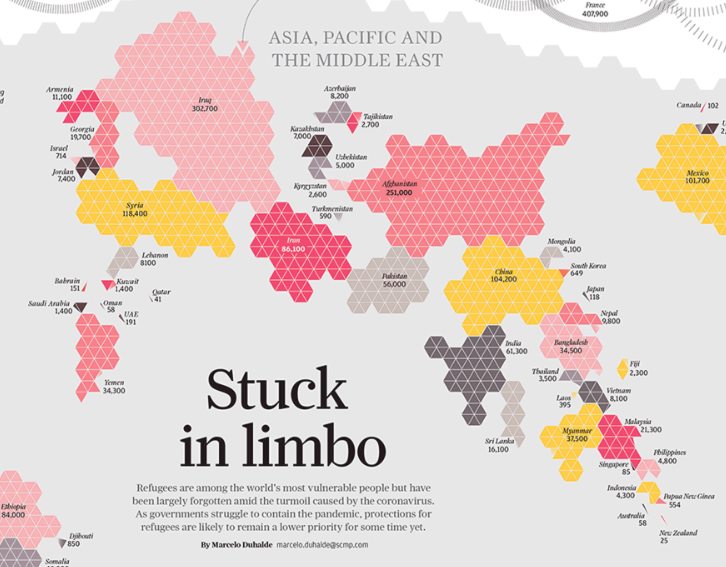 France
407,900
ASIA, PACIFIC AND
THE MIDDLE EAST
Armenia
11,100
Iraq
302,700
Azerbaijan
8,200
Tajikistan
2,700
Canada 102
Georgia
19,700
Kazakhstan
7,000
Israel
714
Uzbekistan
5,000
Jordan
7,400
Kyrgyzstan
2,600
Afghanistan
251,000
Mexico
101,700
Syria
118,400
Turkmenistan
590
Iran
86,100
Mongolia
4,100
Lebanon
8100
South Korea
649
Pakistan
56,000
China
104,200
Bahrain
151
Kuwait
1,400
Qatar
41
Japan
118
Saudi Arabia
1,400
Oman
58
UAE
191
Nepal
9,800
India
61,300
Bangladesh
34,500
Yemen
34,300
Thailand
3,500
Fiji
2,300
Stuck
in limbo
Vietnam
8,100
Laos
395
Malaysia
21,300
Myanmar
37,500
Sri Lanka
16,100
Philippines
4,800
Singapore
85
Refugees are among the world's most vulnerable people but have
been largely forgotten amid the turmoil caused by the coronavirus.
As governments struggle to contain the pandemic, protections for
refugees are likely to remain a lower priority for some time yet.
By Marcelo Duhalde marcelo.duhalde@scmp.com
Indonesia
4,300
Papua New Guinea
554
Australia
58
New Zealand
25
Ethiopia
84,000
Djibouti
850
Somalia